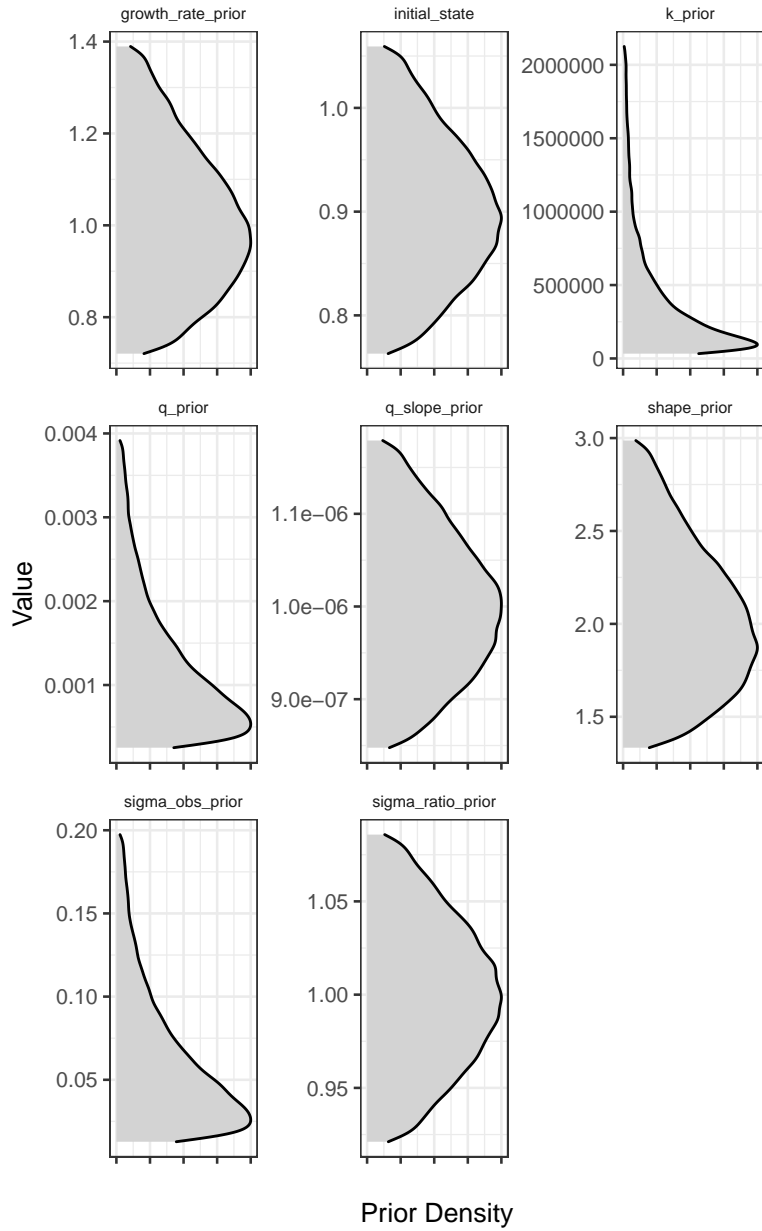 growth_rate_prior
initial_state
k_prior
1.4
1.2
1.0
0.8
1.0
0.9
0.8
2000000
1500000
1000000
500000
0
q_prior
q_slope_prior
shape_prior
0.004
0.003
0.002
0.001
1.1e-06
1.0e-06
9.0e-07
3.0
2.5
2.0
1.5
Value
sigma_obs_prior
sigma_ratio_prior
0.20
0.15
0.10
0.05
1.05
1.00
0.95
Prior Density